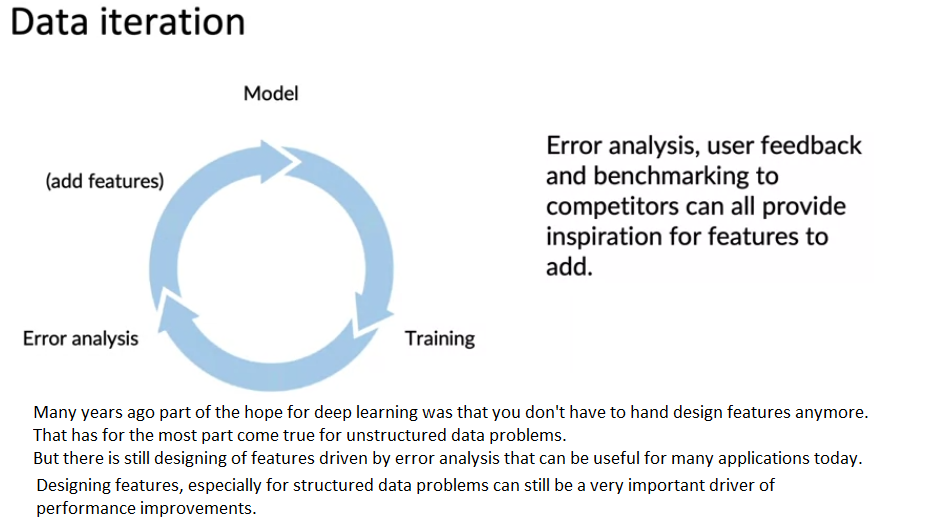 Data iteration
Model
(add features)
Error analysis
Training
Error analysis, user feedback
and benchmarking to
competitors can all provide
inspiration for features to
add.
Many years ago part of the hope for deep learning was that you don't have to hand design features anymore.
That has for the most part come true for unstructured data problems.
But there is still designing of features driven by error analysis that can be useful for many applications today.
Designing features, especially for structured data problems can still be a very important driver of
performance improvements.